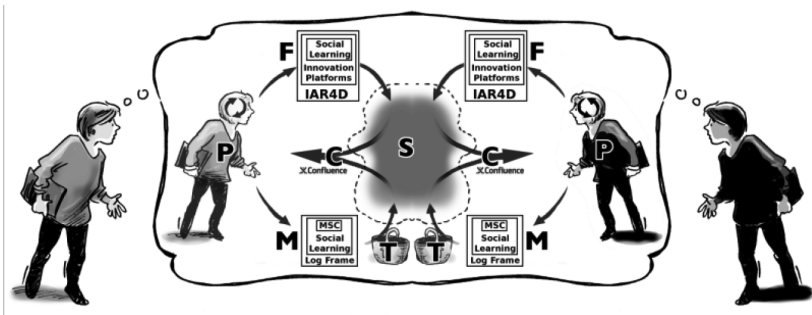 F
Social
Learning
Innovation
Platforms
IAR4D
Social
Learning
Innovation
Platforms
IAR4D
F
P
C
Confluence
S
C
Confluence
P
M
MSC
Social
Learning
Log Frame
T
T
MSC
Social
Learning
Log Frame
M